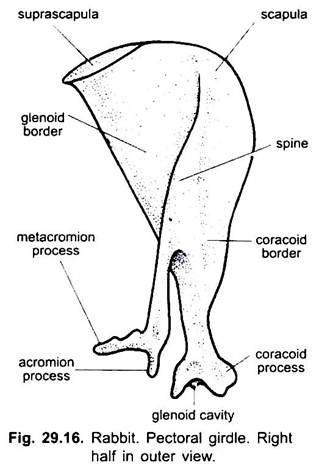 suprascapula
scapula
glenoid
border
spine
metacromion
process
coracoid
border
acromion
process
coracoid
process
glenoid cavity
Fig. 29.16. Rabbit. Pectoral girdle. Right
half in outer view.